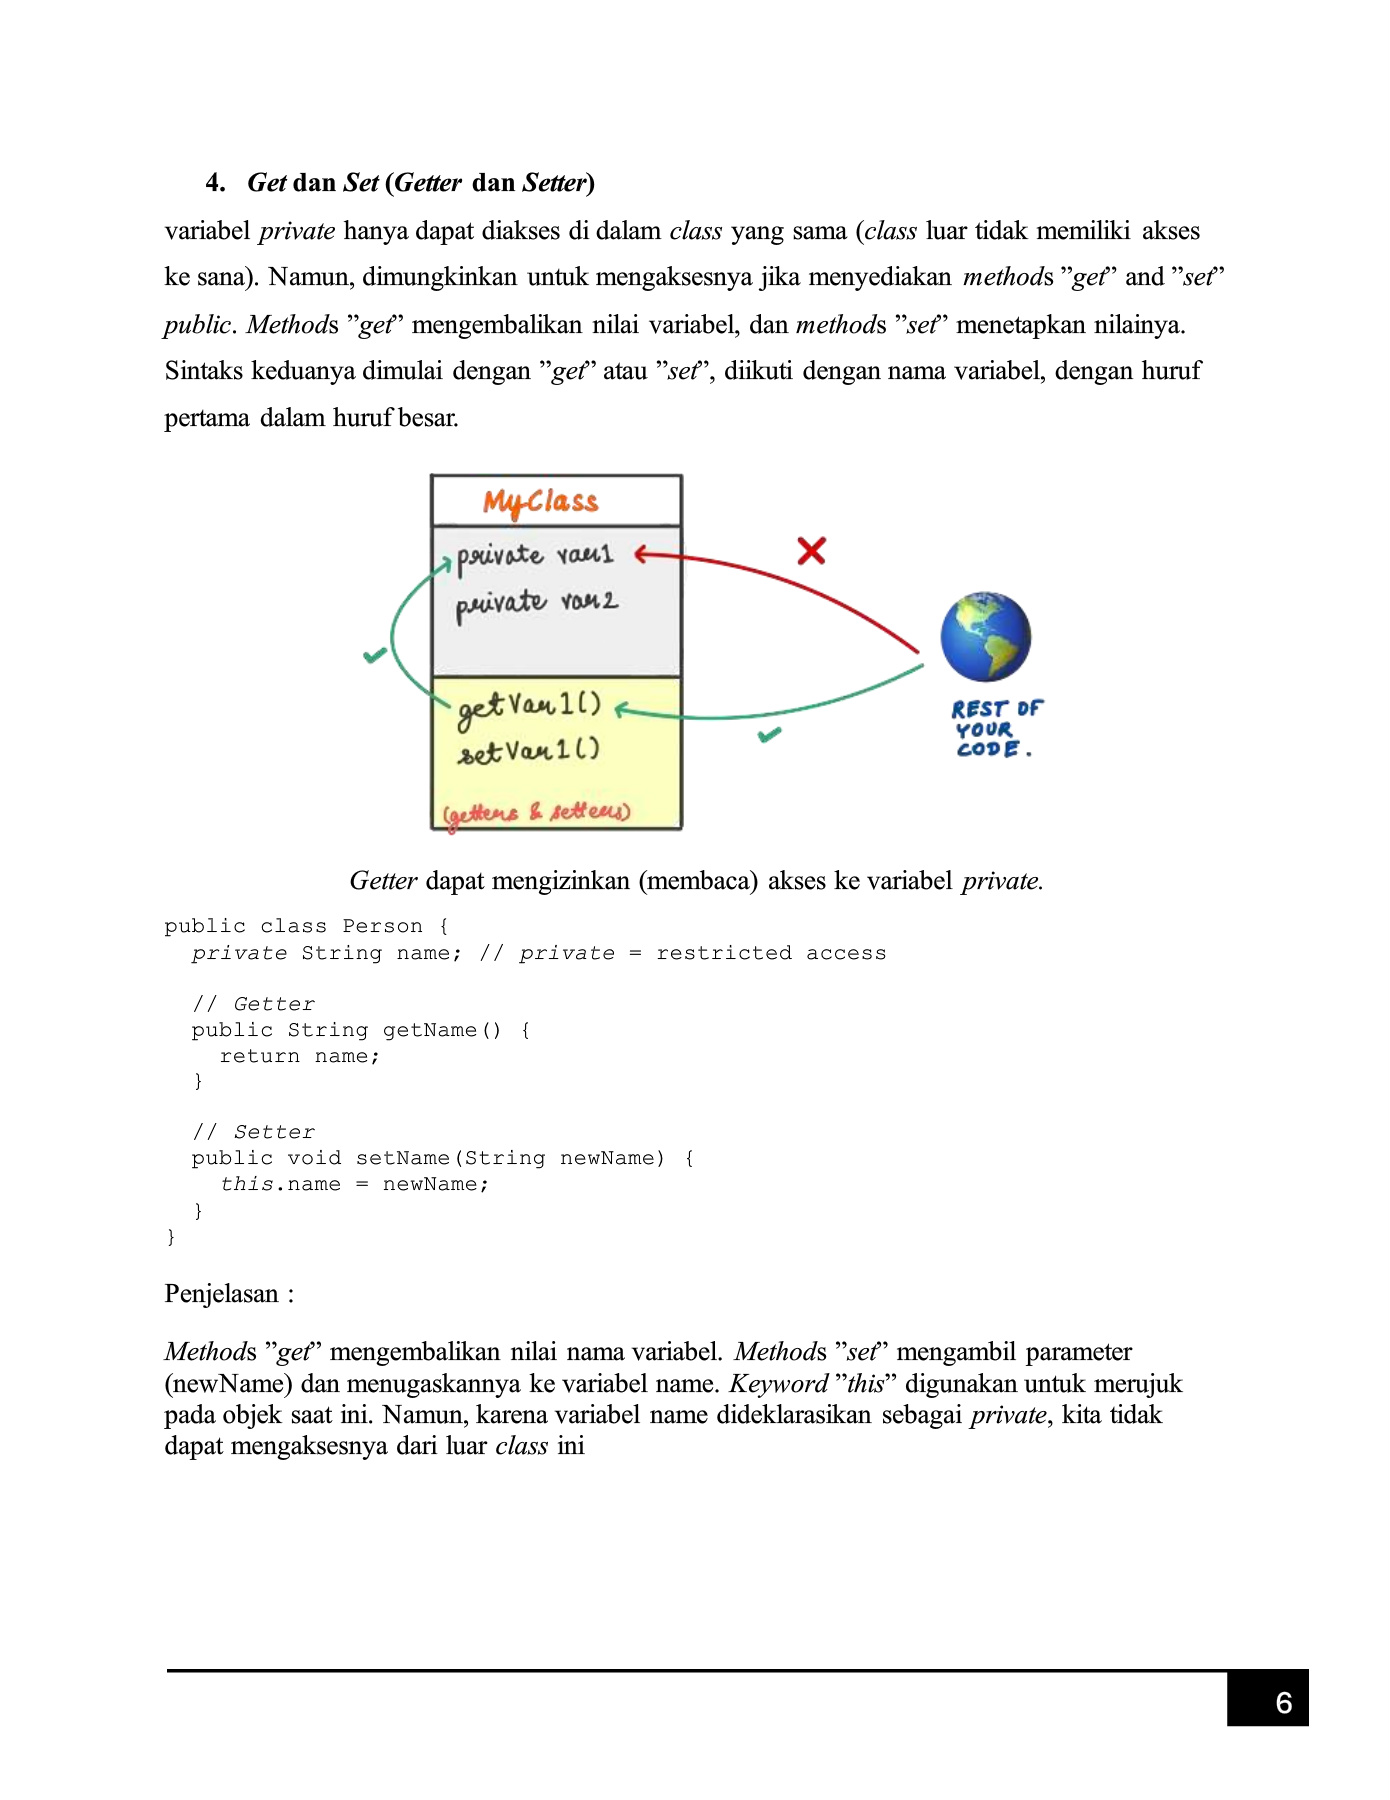 4. Get dan Set (Getter dan Setter)
variabel private hanya dapat diakses di dalam class yang sama (class luar tidak memiliki akses
ke sana). Namun, dimungkinkan untuk mengaksesnya jika menyediakan methods ”get” and ”set”
public. Methods ”get” mengembalikan nilai variabel, dan methods ”set” menetapkan nilainya.
Sintaks keduanya dimulai dengan ”get” atau ”set”, diikuti dengan nama variabel, dengan huruf
pertama dalam huruf besar.
MyClass
private var1
private var2
getVar1()
setVar1()
(getters & setters)
REST OF
YOUR
CODE.
Getter dapat mengizinkan (membaca) akses ke variabel private.
public class Person {
private String name; // private = restricted access
// Getter
public String getName() {
return name;
}
// Setter
public void setName(String newName) {
this.name = newName;
}
}
Penjelasan :
Methods ”get” mengembalikan nilai nama variabel. Methods ”set” mengambil parameter
(newName) dan menugaskannya ke variabel name. Keyword ”this” digunakan untuk merujuk
pada objek saat ini. Namun, karena variabel name dideklarasikan sebagai private, kita tidak
dapat mengaksesnya dari luar class ini
6